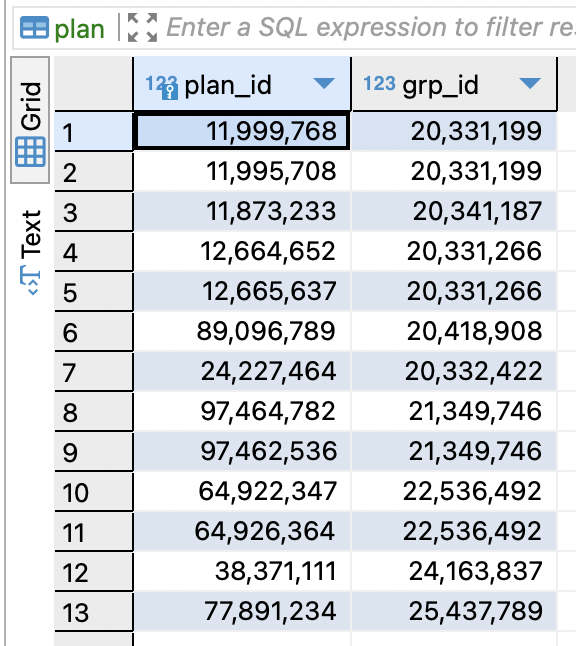 plan Enter a SQL expression to filter res
Grid
Text
123 plan_id 123 grp_id
1 11,999,768 20,331,199
2 11,995,708 20,331,199
3 11,873,233 20,341,187
4 12,664,652 20,331,266
5 12,665,637 20,331,266
6 89,096,789 20,418,908
7 24,227,464 20,332,422
8 97,464,782 21,349,746
9 97,462,536 21,349,746
10 64,922,347 22,536,492
11 64,926,364 22,536,492
12 38,371,111 24,163,837
13 77,891,234 25,437,789